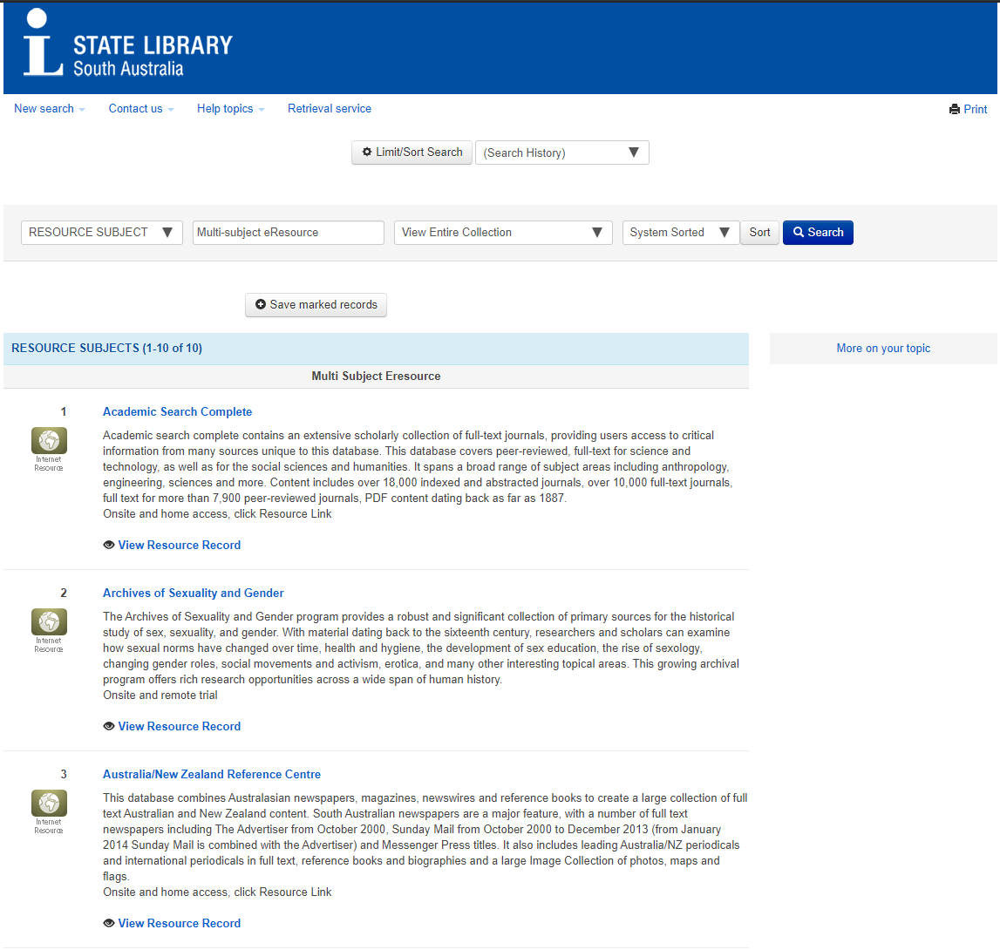 STATE LIBRARY
South Australia
New search
Contact us
Help topics
Retrieval service
Print
Limit/Sort Search
(Search History)
RESOURCE SUBJECT
Multi-subject eResource
View Entire Collection
System Sorted
Sort
Search
Save marked records
RESOURCE SUBJECTS (1-10 of 10)
More on your topic
Multi Subject Eresource
1
Academic Search Complete
Internet
Resource
Academic search complete contains an extensive scholarly collection of full-text journals, providing users access to critical
information from many sources unique to this database. This database covers peer-reviewed, full-text for science and
technology, as well as for the social sciences and humanities. It spans a broad range of subject areas including anthropology,
engineering, sciences and more. Content includes over 18,000 indexed and abstracted journals, over 10,000 full-text journals,
full text for more than 7,900 peer-reviewed journals, PDF content dating back as far as 1887.
Onsite and home access, click Resource Link
View Resource Record
2
Archives of Sexuality and Gender
Internet
Resource
The Archives of Sexuality and Gender program provides a robust and significant collection of primary sources for the historical
study of sex, sexuality, and gender. With material dating back to the sixteenth century, researchers and scholars can examine
how sexual norms have changed over time, health and hygiene, the development of sex education, the rise of sexology,
changing gender roles, social movements and activism, erotica, and many other interesting topical areas. This growing archival
program offers rich research opportunities across a wide span of human history.
Onsite and remote trial
View Resource Record
3
Australia/New Zealand Reference Centre
Internet
Resource
This database combines Australasian newspapers, magazines, newswires and reference books to create a large collection of full
text Australian and New Zealand content. South Australian newspapers are a major feature, with a number of full text
newspapers including The Advertiser from October 2000, Sunday Mail from October 2000 to December 2013 (from January
2014 Sunday Mail is combined with the Advertiser) and Messenger Press titles. It also includes leading Australia/NZ periodicals
and international periodicals in full text, reference books and biographies and a large Image Collection of photos, maps and
flags.
Onsite and home access, click Resource Link
View Resource Record